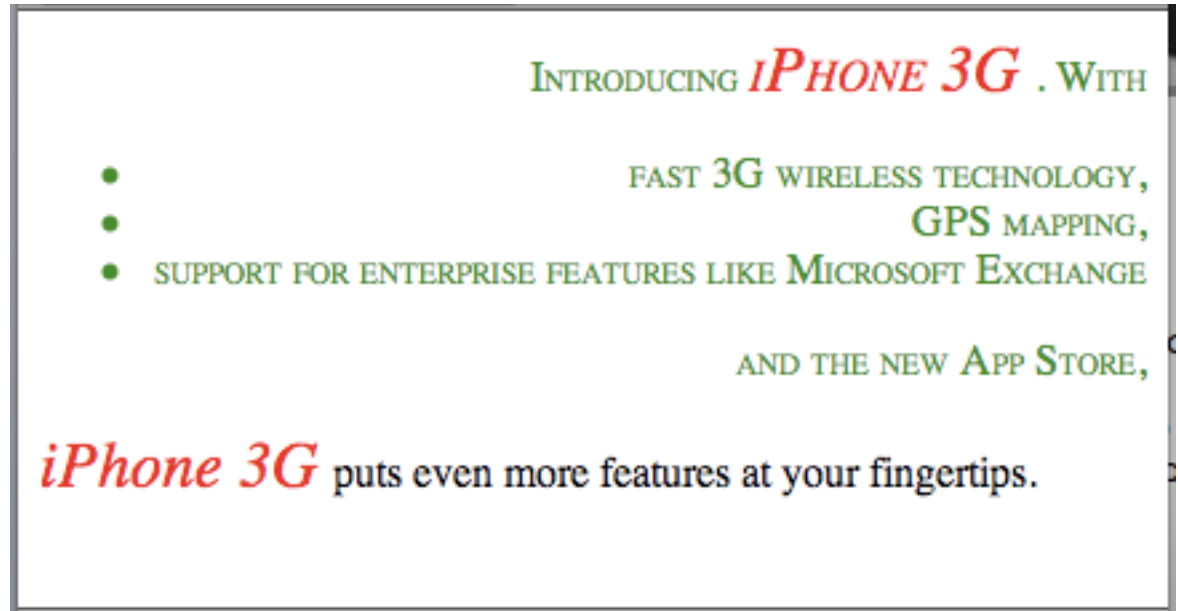 Introducing iPhone 3G . With
• fast 3G wireless technology,
• GPS mapping,
• support for enterprise features like Microsoft Exchange
and the new App Store,
iPhone 3G puts even more features at your fingertips.